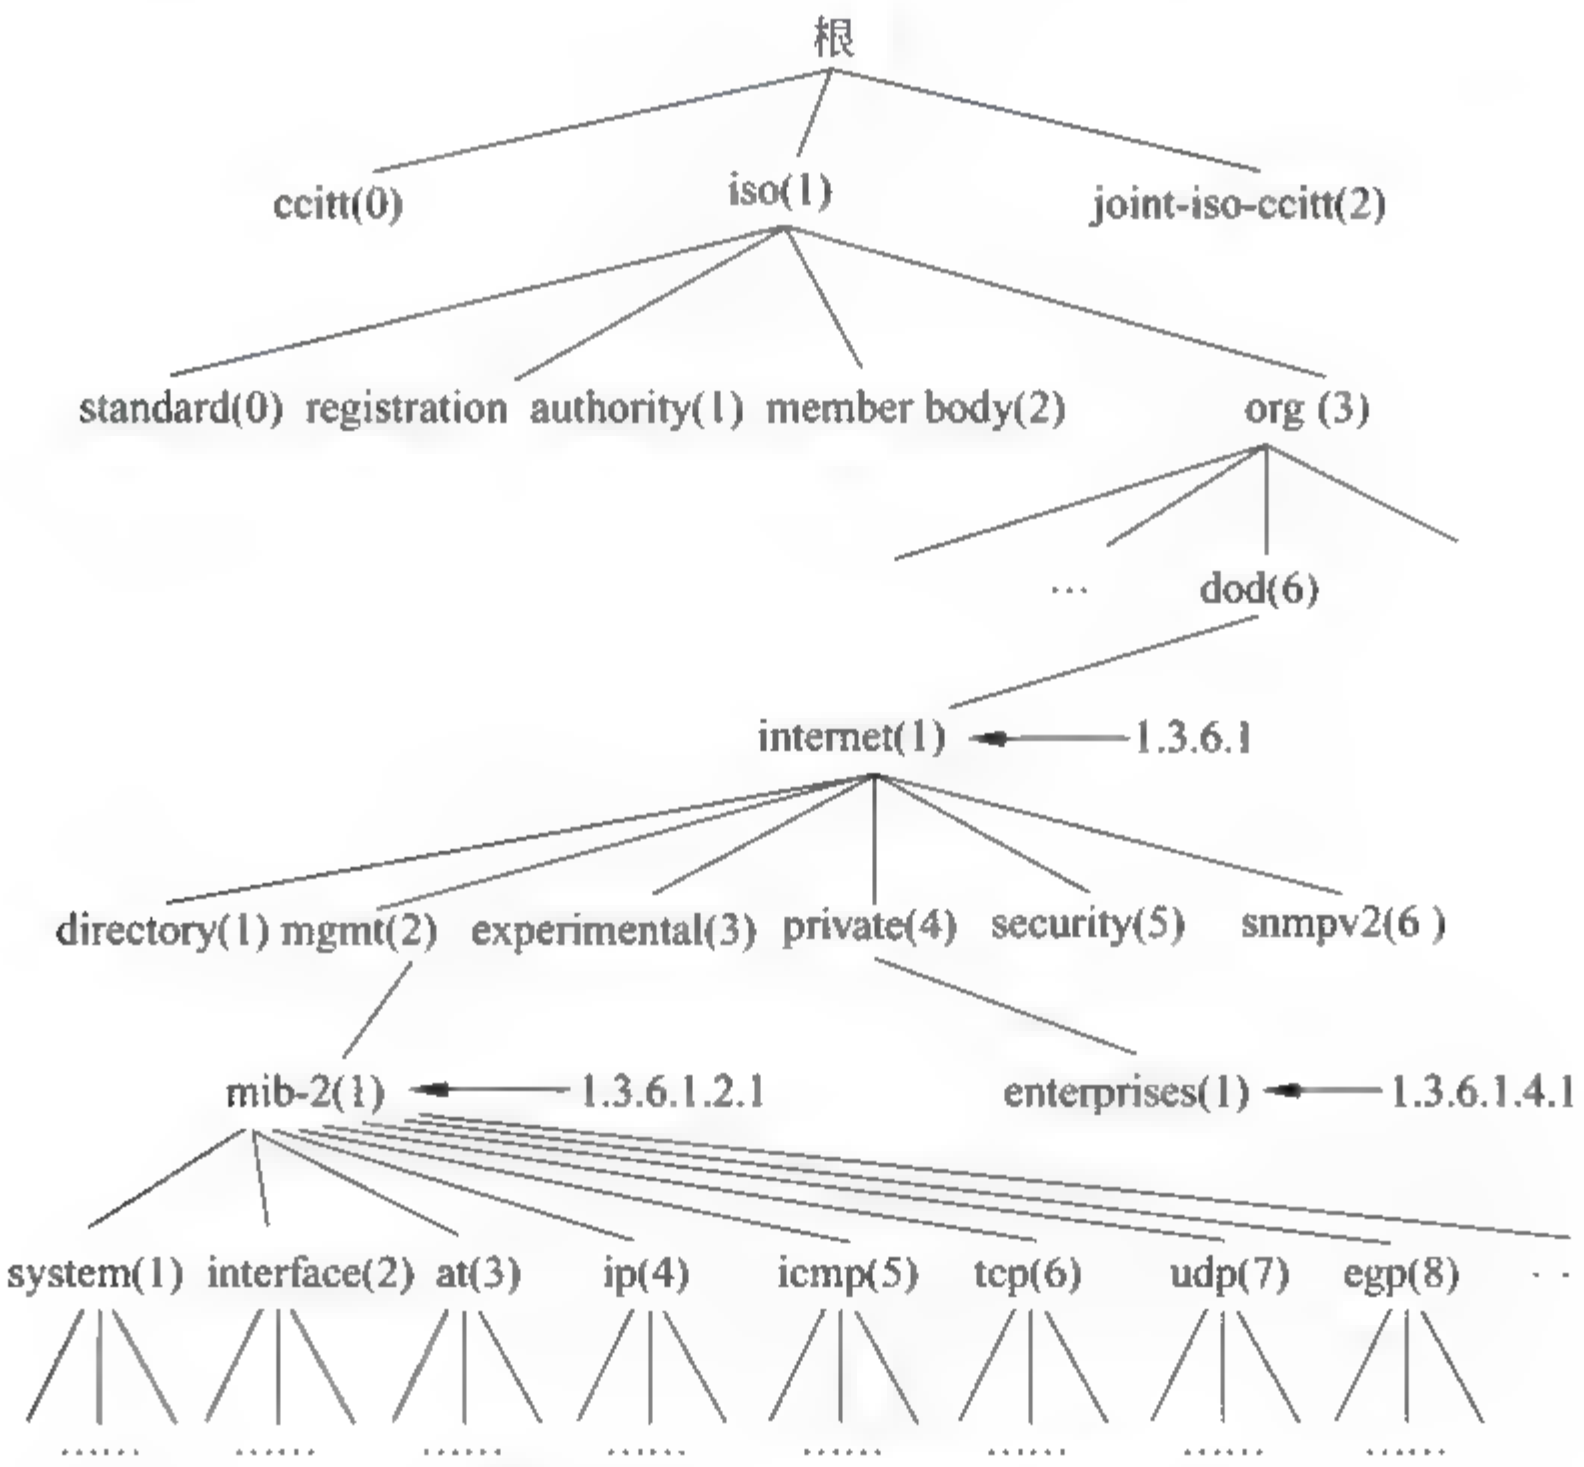 根
ccitt(0) iso(1) joint-iso-ccitt(2)
standard(0) registration authority(1) member body(2) org (3)
... dod(6)
internet(1) 1.3.6.1
directory(1) mgmt(2) experimental(3) private(4) security(5) snmpv2(6 )
mib-2(1) 1.3.6.1.2.1 enterprises(1) 1.3.6.1.4.1
system(1) interface(2) at(3) ip(4) icmp(5) tcp(6) udp(7) egp(8) ..
...... ...... ...... ...... ...... ...... ...... ......